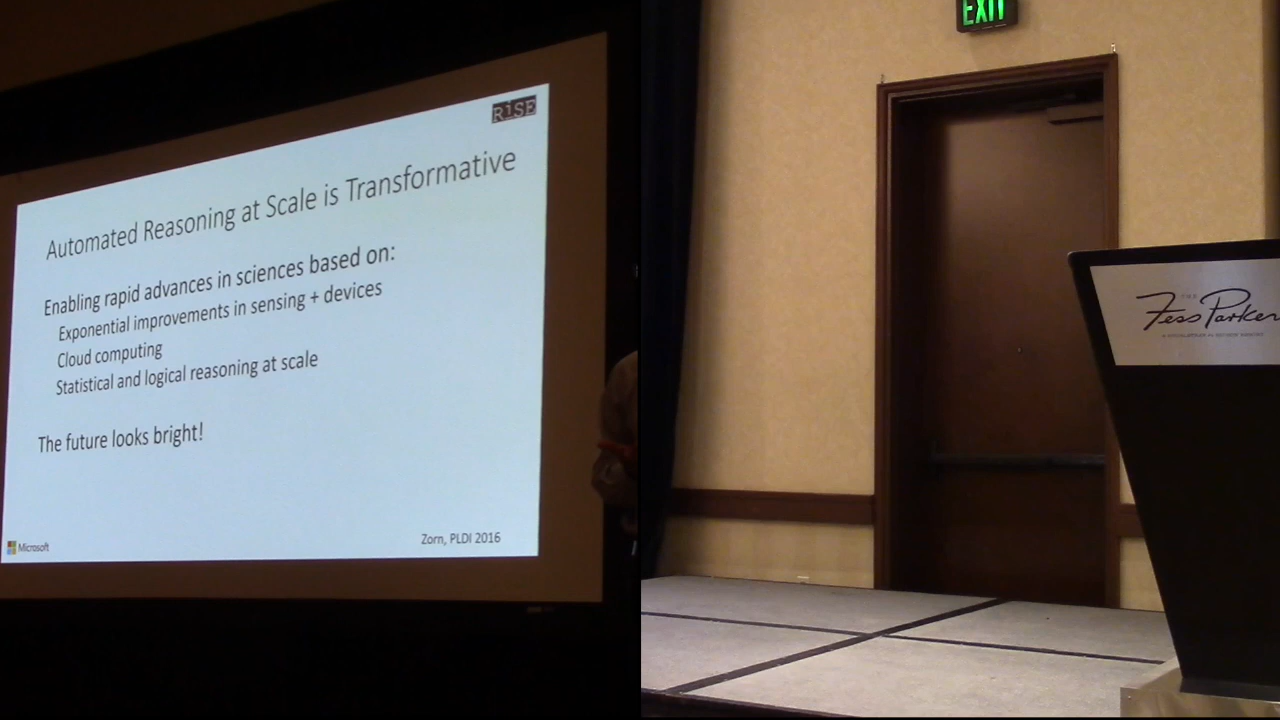 RiSE
Automated Reasoning at Scale is Transformative
Enabling rapid advances in sciences based on:
Exponential improvements in sensing + devices
Cloud computing
Statistical and logical reasoning at scale
The future looks bright!
Microsoft
Zorn, PLDI 2016
EXIT
THE
Fess Parker